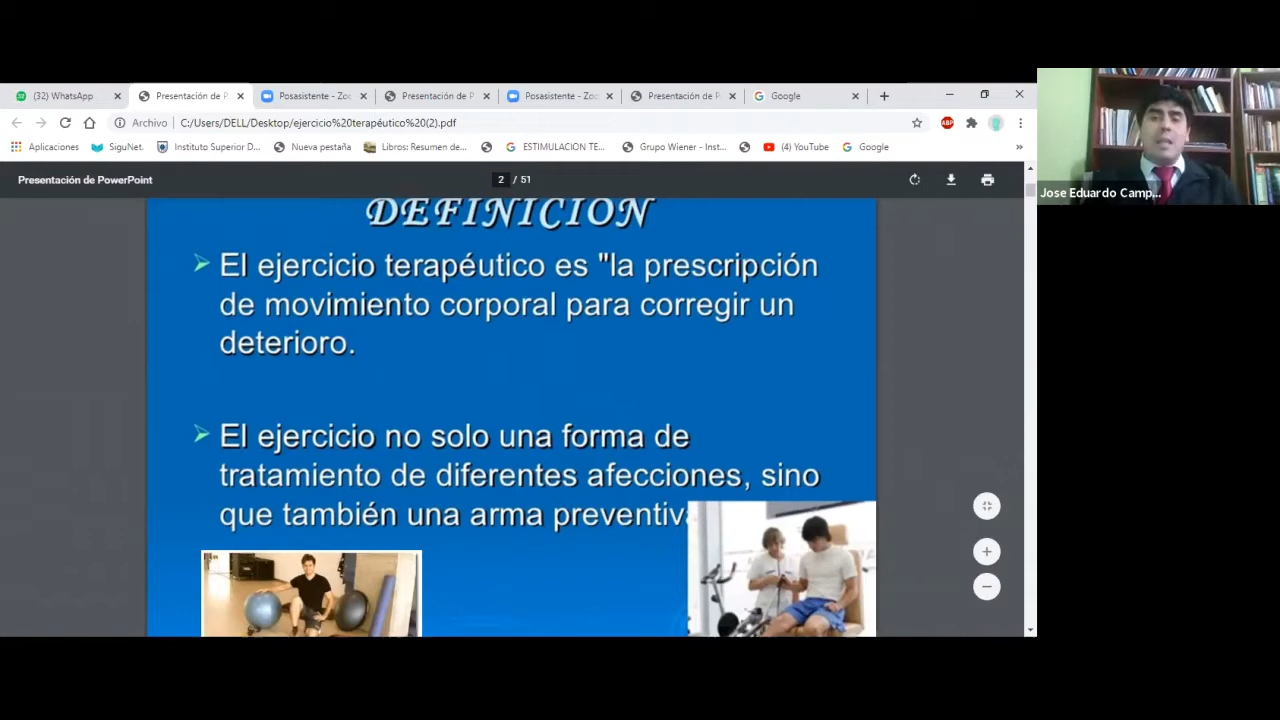 (32) WhatsApp
Presentación de P
Posasistente - Zoo
Presentación de P
Posasistente - Zoo
Presentación de P
Google
Archivo
C:/Users/DELL/Desktop/ejercicio%20terapéutico%20(2).pdf
ABP
Aplicaciones
SiguNet.
Instituto Superior D...
Nueva pestaña
Libros: Resumen de...
ESTIMULACION TE...
Grupo Wiener - Inst...
(4) YouTube
Google
»
Presentación de PowerPoint
2 / 51
DEFINICION
El ejercicio terapéutico es "la prescripción
de movimiento corporal para corregir un
deterioro.
El ejercicio no solo una forma de
tratamiento de diferentes afecciones, sino
que también una arma preventiva
Jose Eduardo Camp...